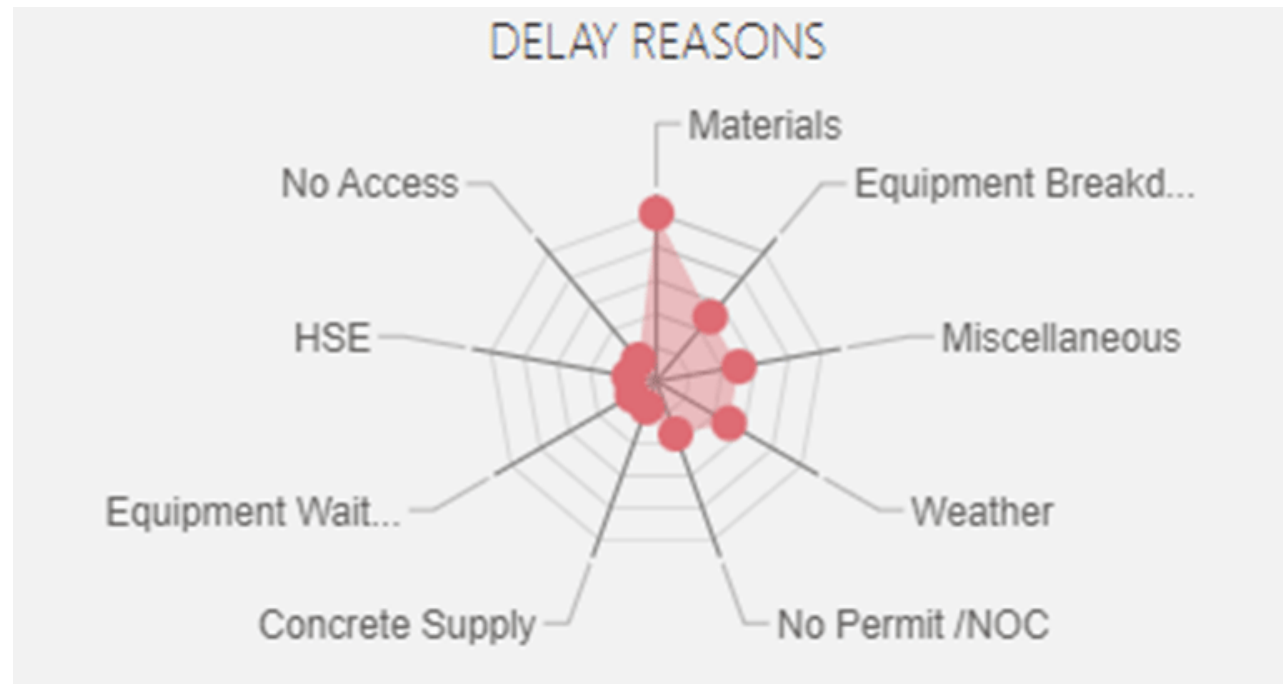 DELAY REASONS
Materials
No Access
Equipment Breakd...
HSE
Miscellaneous
Equipment Wait...
Weather
Concrete Supply
No Permit /NOC